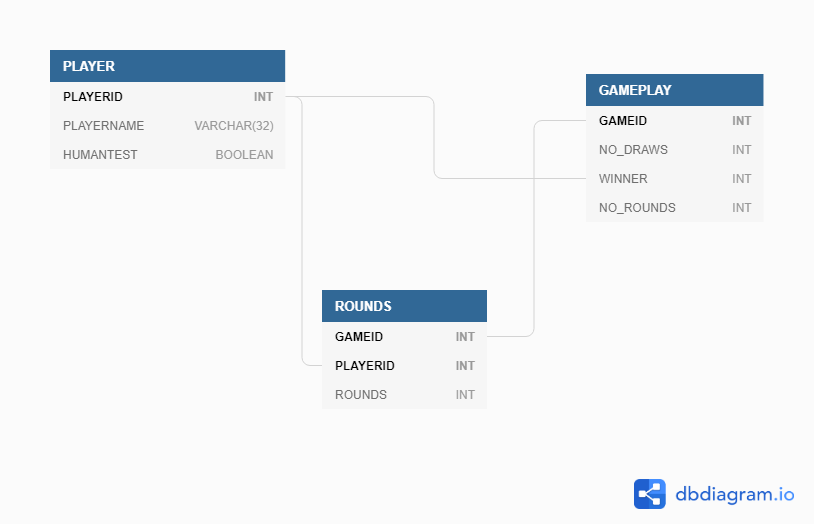 PLAYER
PLAYERID INT
PLAYERNAME VARCHAR(32)
HUMANTEST BOOLEAN
GAMEPLAY
GAMEID INT
NO_DRAWS INT
WINNER INT
NO_ROUNDS INT
ROUNDS
GAMEID INT
PLAYERID INT
ROUNDS INT
dbdiagram.io